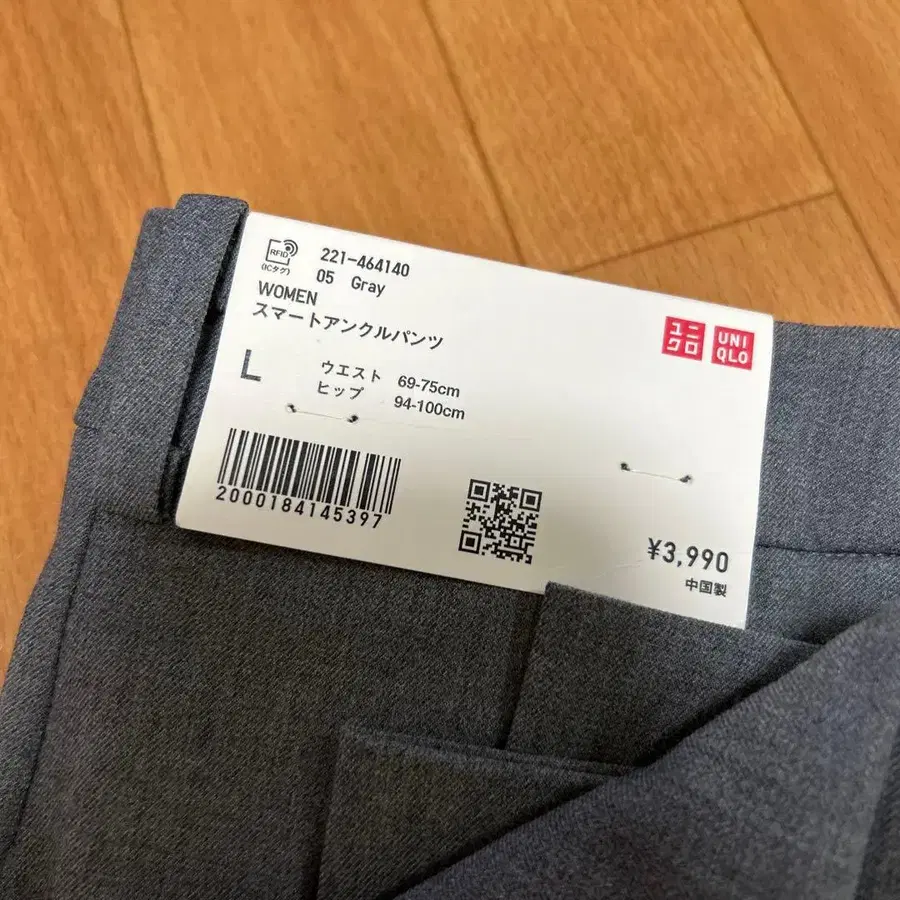 RFID
(ICタグ)
221-464140
05 Gray
WOMEN
スマートアンクルパンツ
ユニクロ
UNIQLO
L
ウエスト 69-75cm
ヒップ 94-100cm
2000184145397
¥3,990
中国製